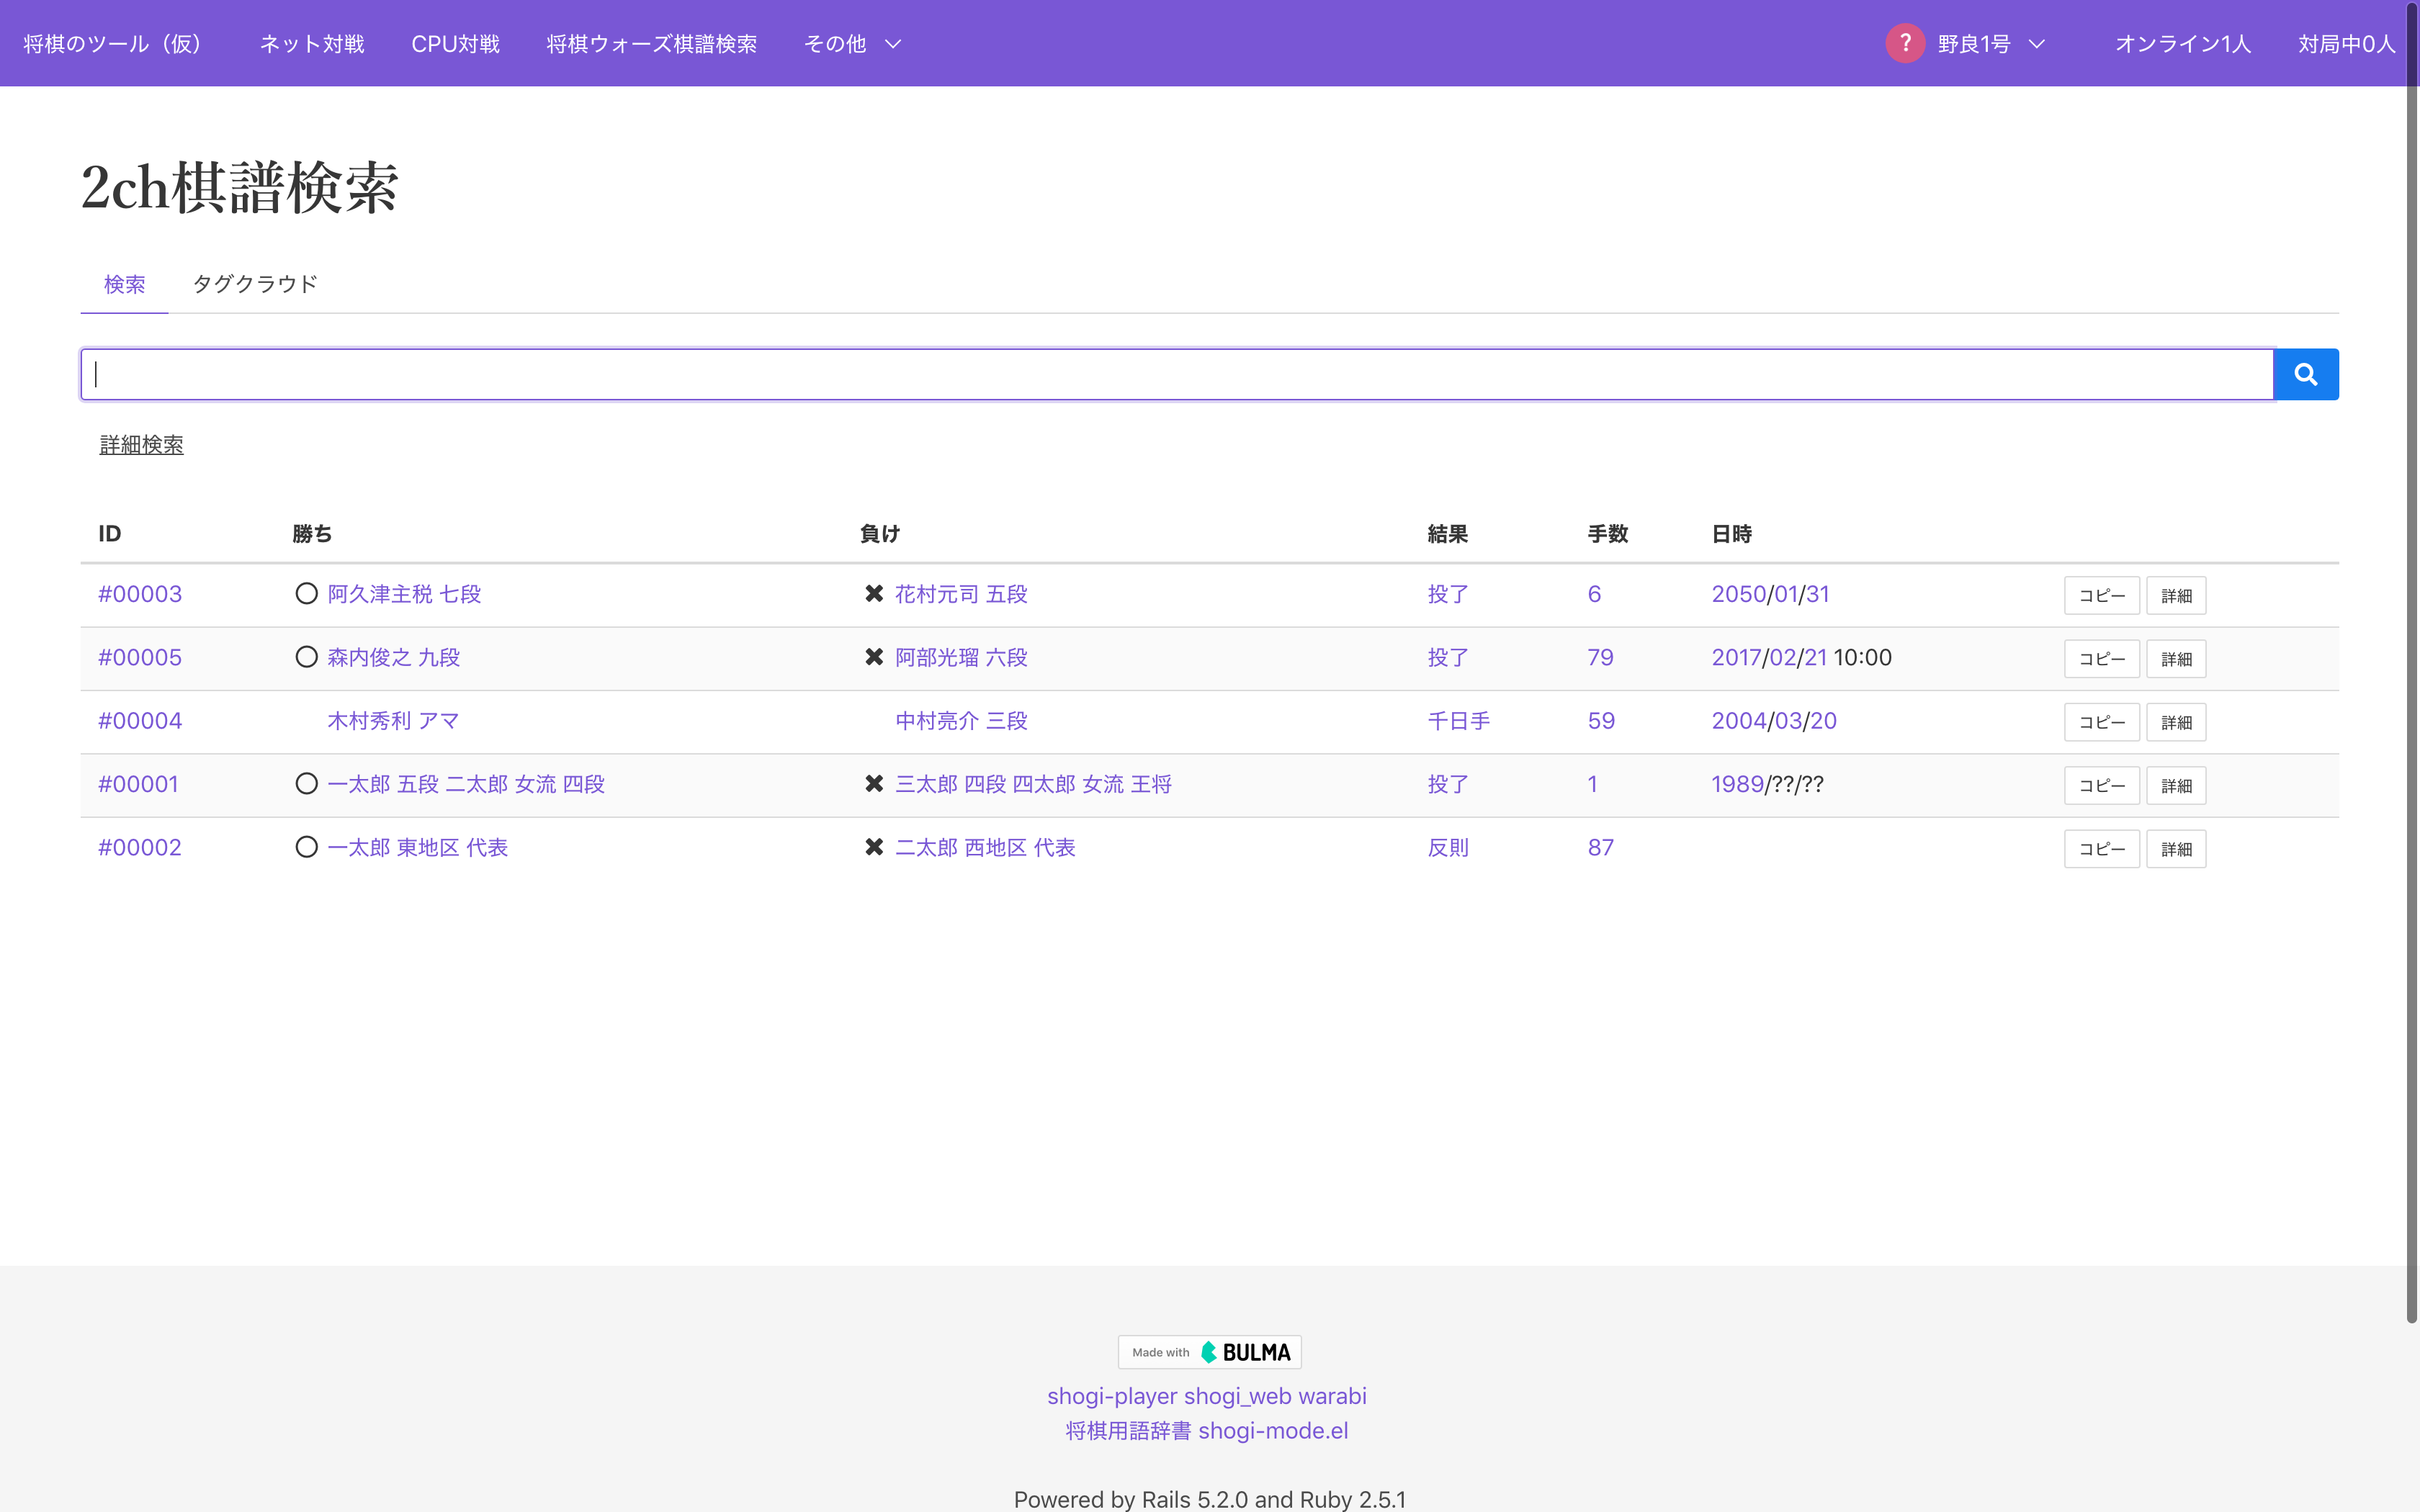 将棋のツール（仮） ネット対戦 CPU対戦 将棋ウォーズ棋譜検索 その他 ? 野良1号 オンライン1人 対局中0人
2ch棋譜検索
検索 タグクラウド
詳細検索
ID 勝ち 負け 結果 手数 日時
#00003 阿久津主税 七段 花村元司 五段 投了 6 2050/01/31 コピー 詳細
#00005 森内俊之 九段 阿部光瑠 六段 投了 79 2017/02/21 10:00 コピー 詳細
#00004 木村秀利 アマ 中村亮介 三段 千日手 59 2004/03/20 コピー 詳細
#00001 一太郎 五段 二太郎 女流 四段 三太郎 四段 四太郎 女流 王将 投了 1 1989/??/?? コピー 詳細
#00002 一太郎 東地区 代表 二太郎 西地区 代表 反則 87 コピー 詳細
Made with BULMA
shogi-player shogi_web warabi
将棋用語辞書 shogi-mode.el
Powered by Rails 5.2.0 and Ruby 2.5.1